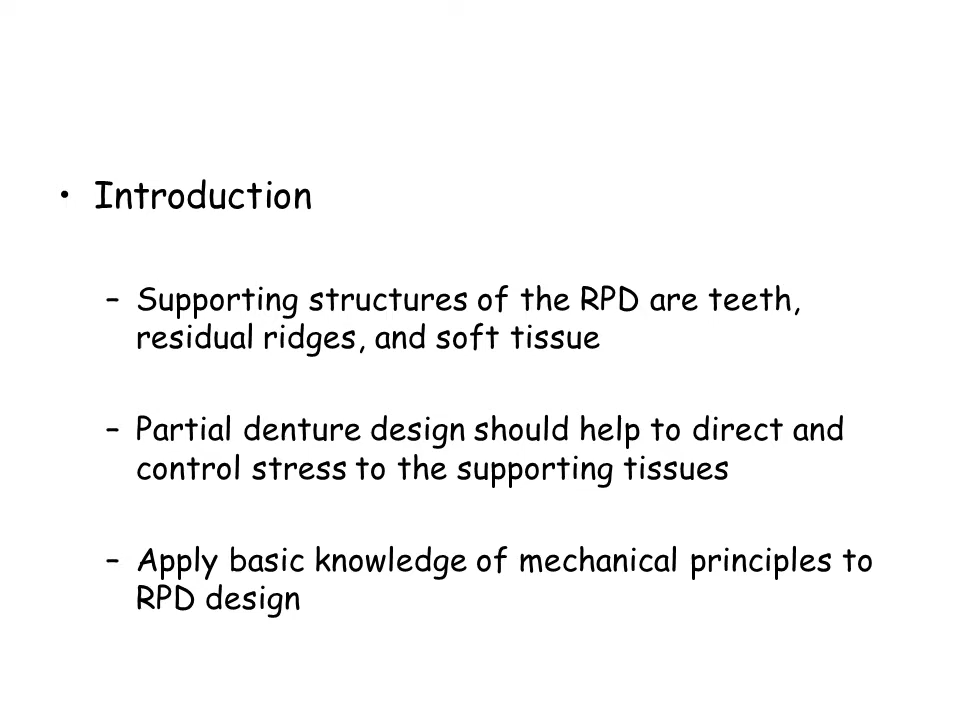 • Introduction
– Supporting structures of the RPD are teeth,
residual ridges, and soft tissue
– Partial denture design should help to direct and
control stress to the supporting tissues
– Apply basic knowledge of mechanical principles to
RPD design